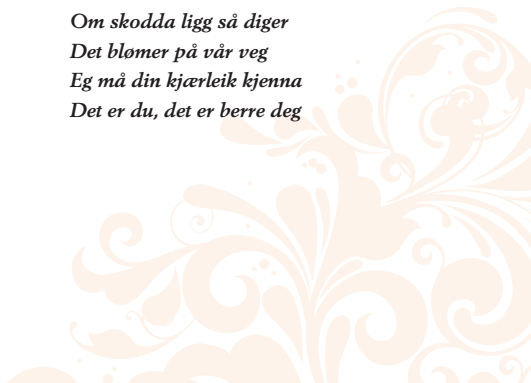 Om skodda ligg så diger
Det blømer på vår veg
Eg må din kjærleik kjenna
Det er du, det er berre deg